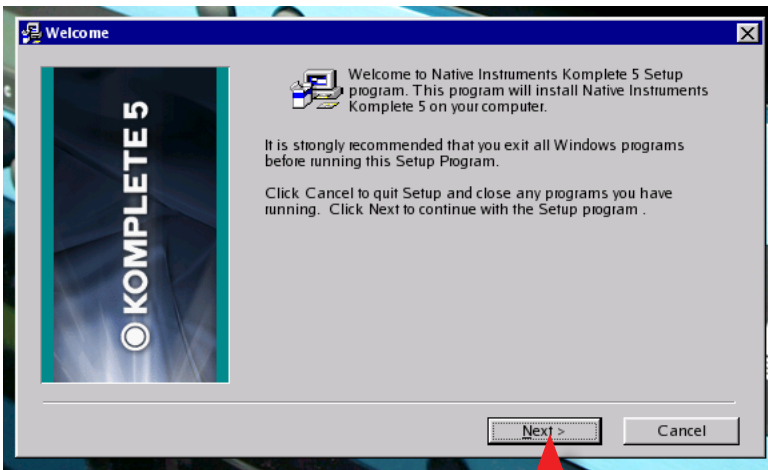 Welcome
KOMPLETE 5
Welcome to Native Instruments Komplete 5 Setup
program. This program will install Native Instruments
Komplete 5 on your computer.
It is strongly recommended that you exit all Windows programs
before running this Setup Program.
Click Cancel to quit Setup and close any programs you have
running. Click Next to continue with the Setup program .
Next >
Cancel